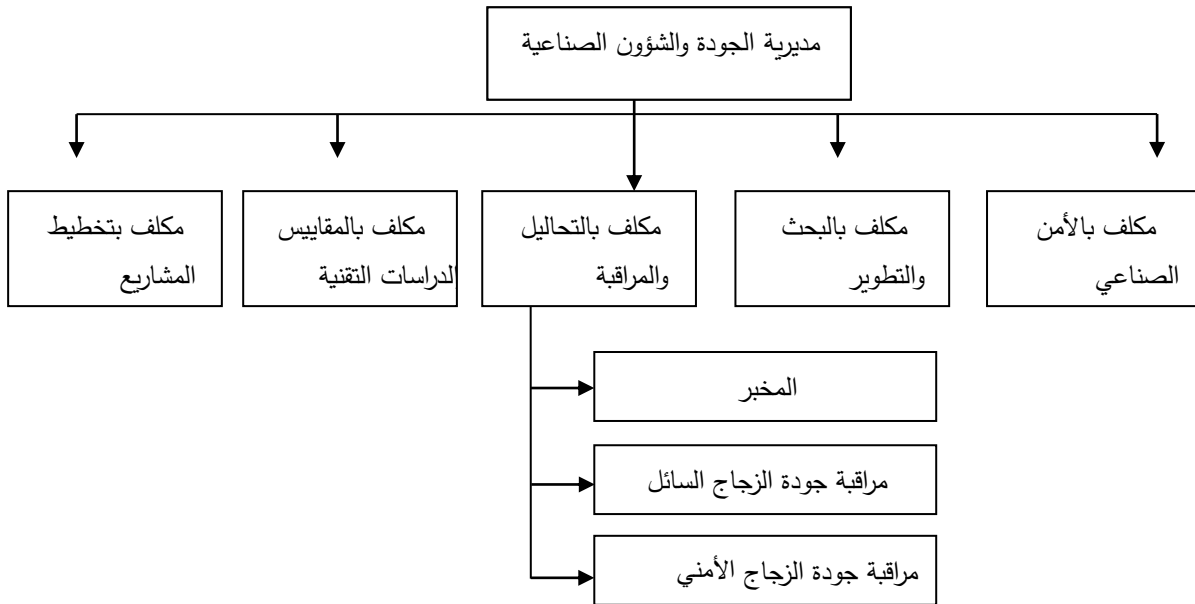 مديرية الجودة والشؤون الصناعية
مكلف بالأمن
الصناعي
مكلف بالبحث
والتطوير
مكلف بالتحاليل
والمراقبة
مكلف بالمقاييس
الدراسات التقنية
مكلف بتخطيط
المشاريع
المخبر
مراقبة جودة الزجاج السائل
مراقبة جودة الزجاج الأمني